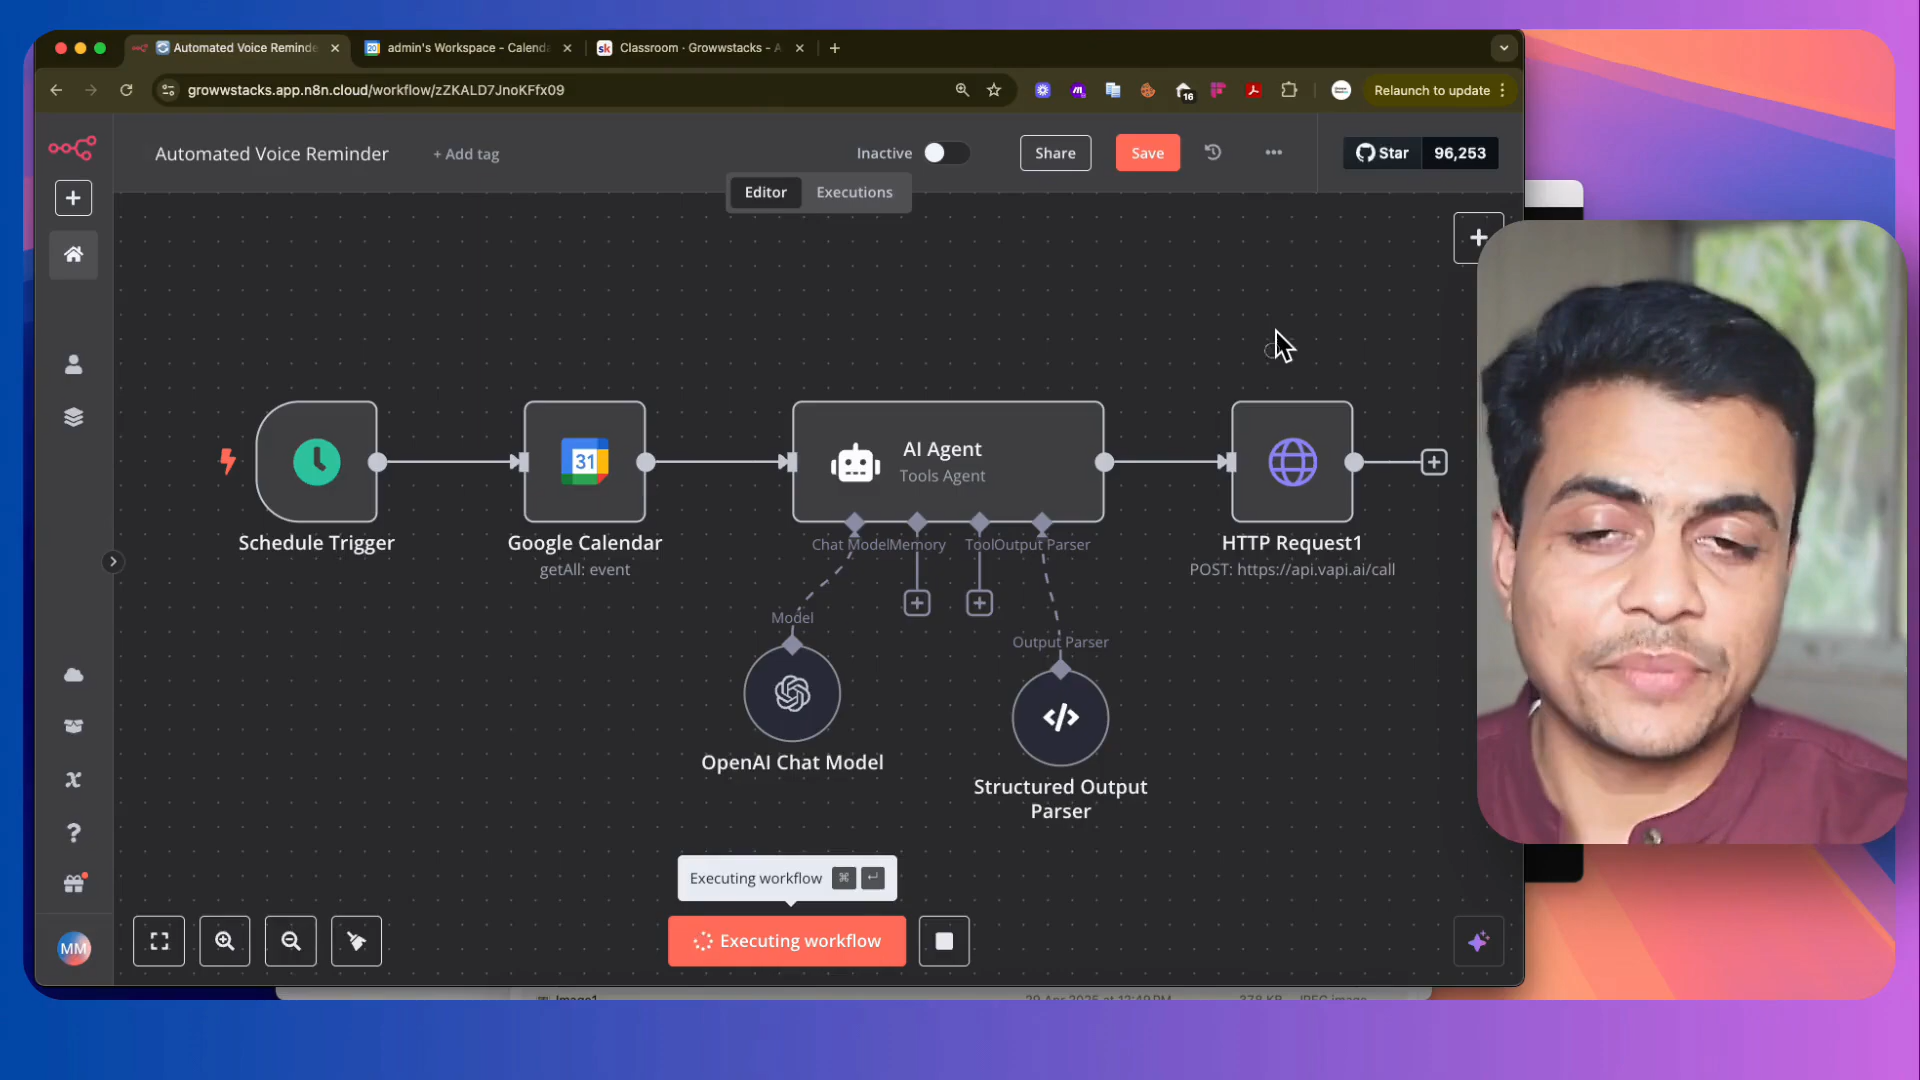 Automated Voice Reminde
admin's Workspace - Calenda
sk
Classroom · Growwstacks - A
growwstacks.app.n8n.cloud/workflow/zZKALD7JnoKFfx09
16
Relaunch to update
Automated Voice Reminder
+ Add tag
Inactive
Share
Save
Star
96,253
Editor
Executions
31
AI Agent
Tools Agent
Schedule Trigger
Google Calendar
getAll: event
Chat Model
Memory
Tool
Output Parser
HTTP Request1
POST: https://api.vapi.ai/call
Model
Output Parser
OpenAI Chat Model
Structured Output
Parser
Executing workflow ⌘ ↵
Executing workflow
MM